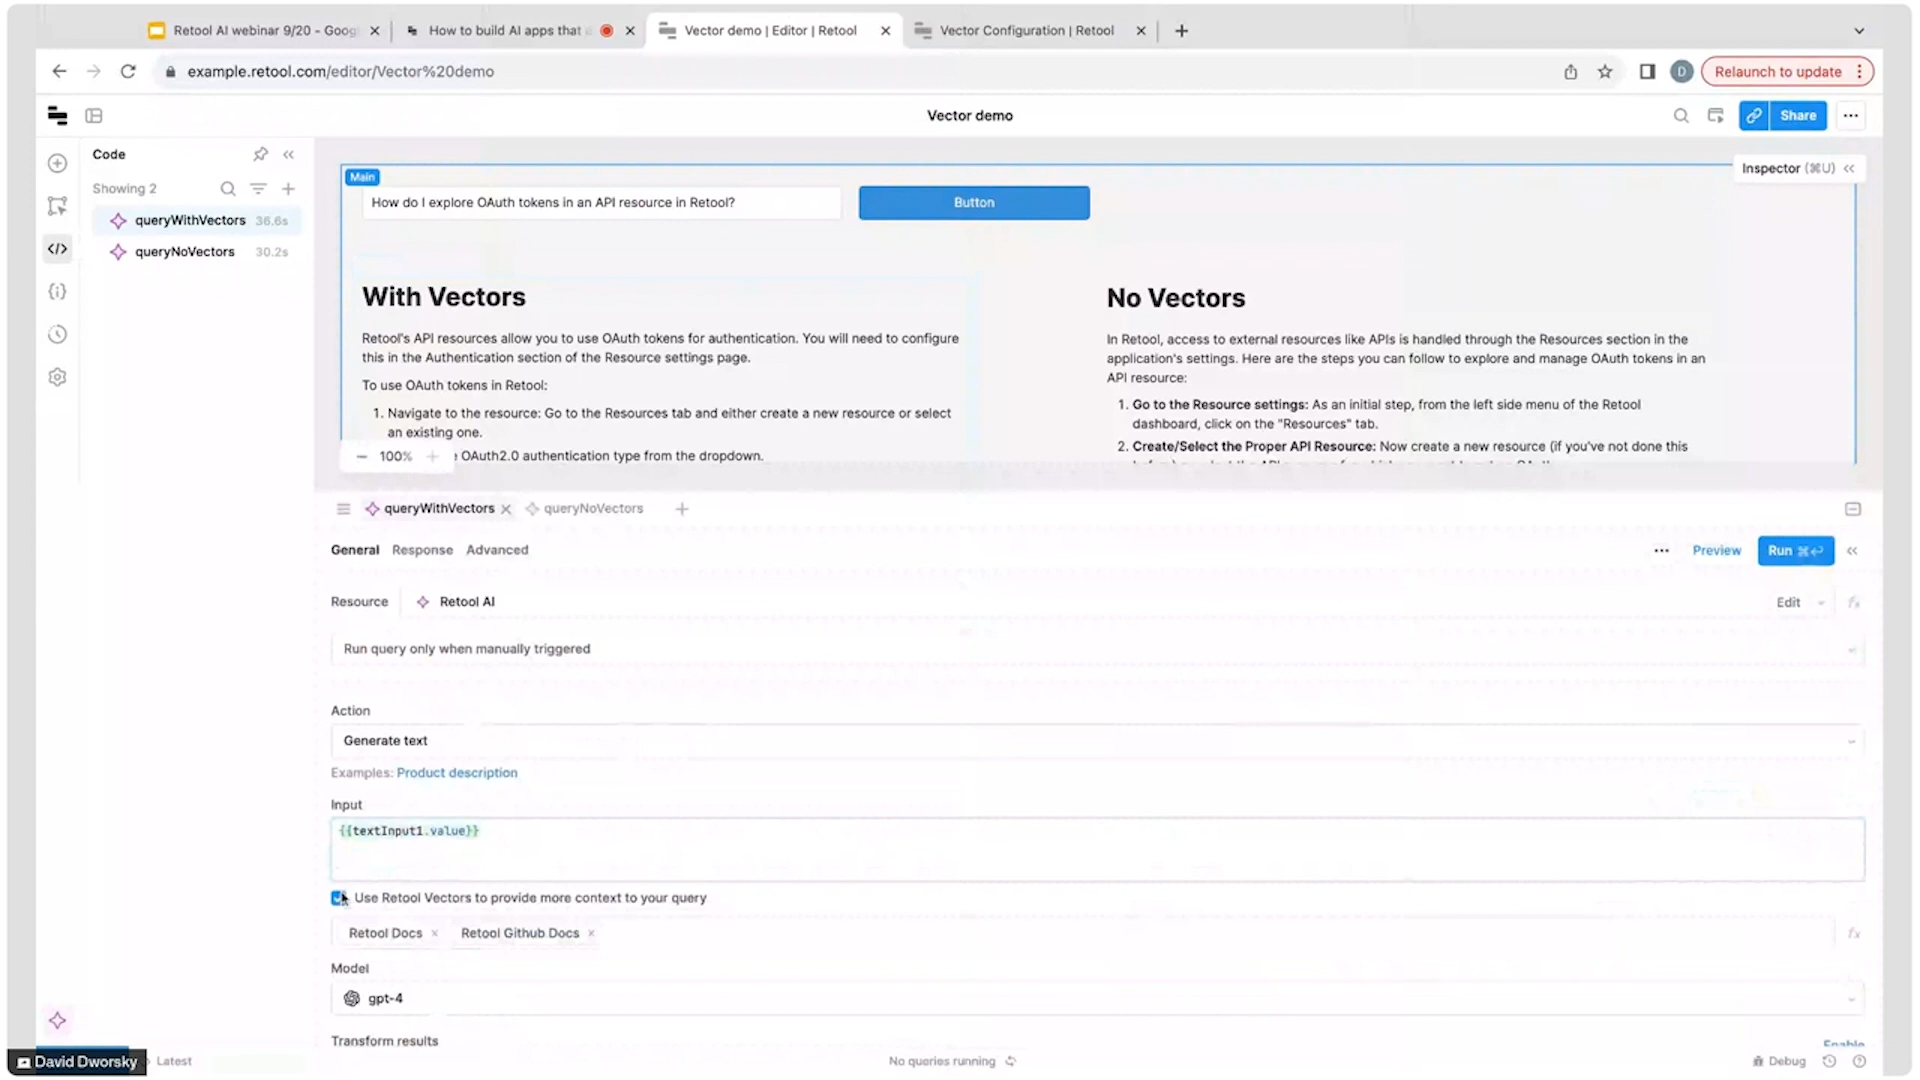 Retool AI webinar 9/20 - Goog
How to build AI apps that
Vector demo | Editor | Retool
Vector Configuration | Retool
example.retool.com/editor/Vector%20demo
D
Relaunch to update
Vector demo
Share
Code
Showing 2
queryWithVectors 36.6s
queryNoVectors 30.2s
Inspector (⌘U)
Main
How do I explore OAuth tokens in an API resource in Retool?
Button
With Vectors
Retool's API resources allow you to use OAuth tokens for authentication. You will need to configure
this in the Authentication section of the Resource settings page.
To use OAuth tokens in Retool:
1. Navigate to the resource: Go to the Resources tab and either create a new resource or select
an existing one.
OAuth2.0 authentication type from the dropdown.
100%
No Vectors
In Retool, access to external resources like APIs is handled through the Resources section in the
application's settings. Here are the steps you can follow to explore and manage OAuth tokens in an
API resource:
1. Go to the Resource settings: As an initial step, from the left side menu of the Retool
dashboard, click on the "Resources" tab.
2. Create/Select the Proper API Resource: Now create a new resource (if you've not done this
queryWithVectors
queryNoVectors
General Response Advanced
Preview
Run ⌘↵
Resource
Retool AI
Edit
fx
Run query only when manually triggered
Action
Generate text
Examples: Product description
Input
{{textInput1.value}}
Use Retool Vectors to provide more context to your query
Retool Docs × Retool Github Docs ×
fx
Model
gpt-4
Transform results
Enable
David Dworsky
Latest
No queries running
Debug